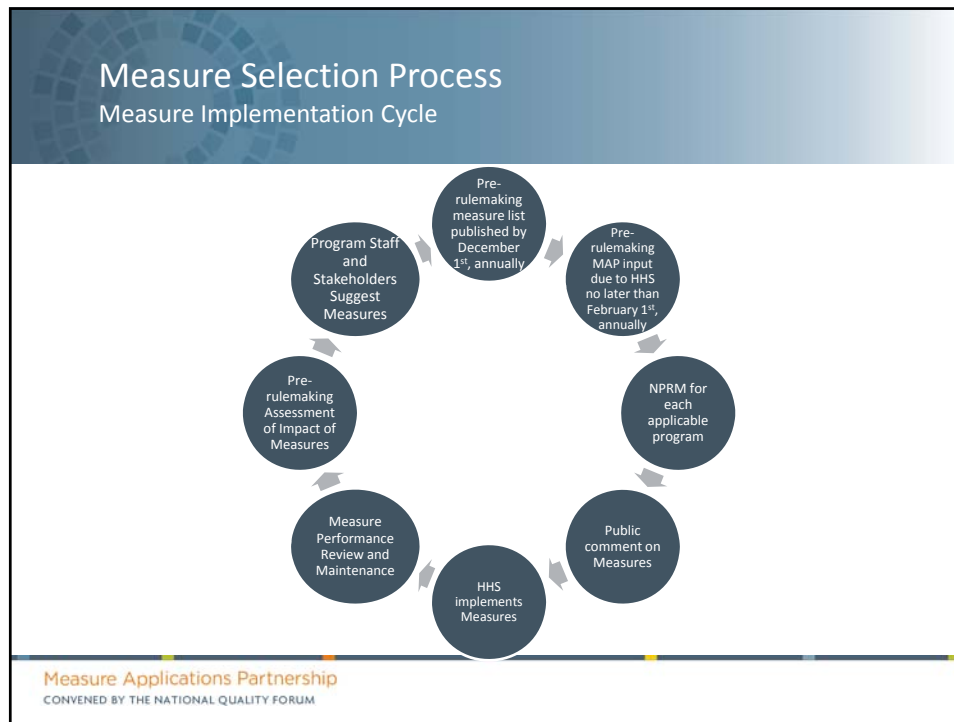 Measure Selection Process
Measure Implementation Cycle
Pre-
rulemaking
measure list
published by
December
1st, annually
Pre-
rulemaking
MAP input
due to HHS
no later than
February 1st,
annually
NPRM for
each
applicable
program
Public
comment on
Measures
HHS
implements
Measures
Measure
Performance
Review and
Maintenance
Pre-
rulemaking
Assessment
of Impact of
Measures
Program Staff
and
Stakeholders
Suggest
Measures
Measure Applications Partnership
CONVENED BY THE NATIONAL QUALITY FORUM